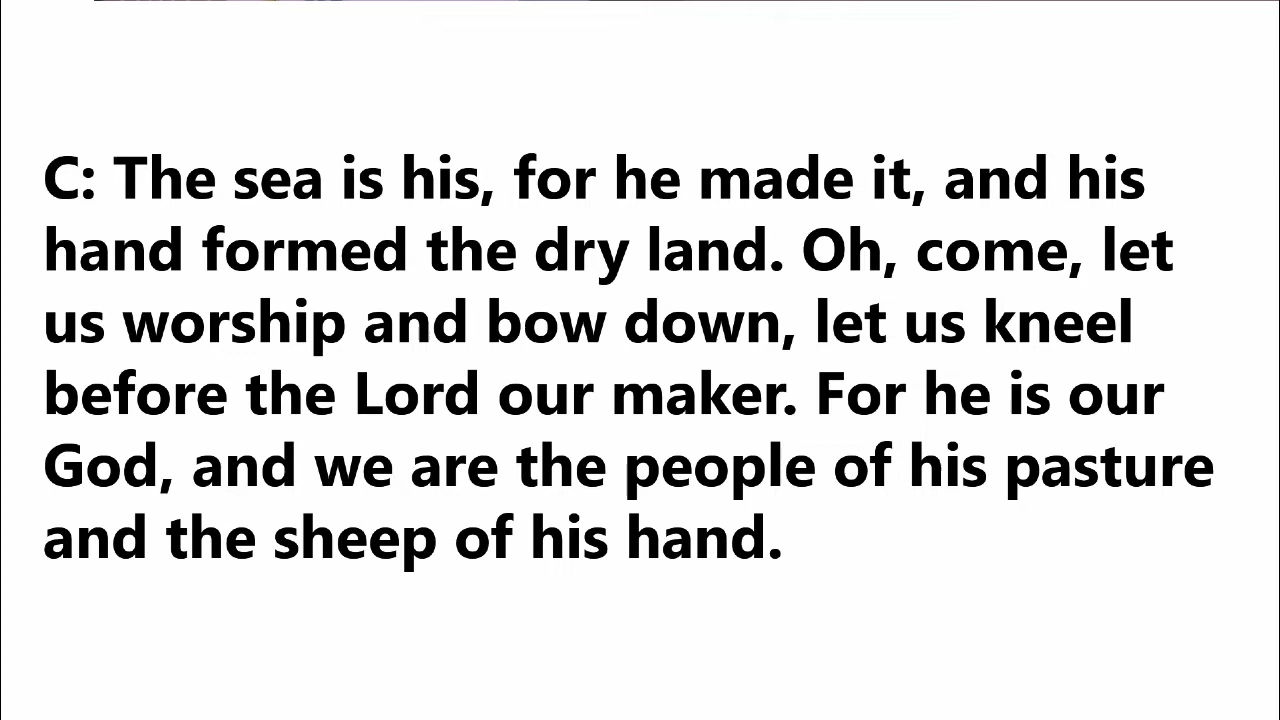 C: The sea is his, for he made it, and his
hand formed the dry land. Oh, come, let
us worship and bow down, let us kneel
before the Lord our maker. For he is our
God, and we are the people of his pasture
and the sheep of his hand.